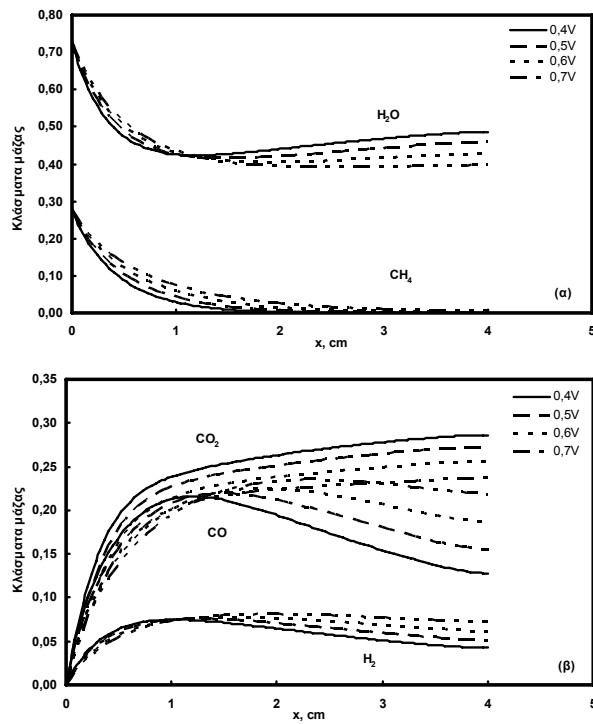 0,80
0,70
0,60
0,50
0,40
0,30
0,20
0,10
0,00
Κλάσματα μάζας
0,4V
0,5V
0,6V
0,7V
H₂O
CH₄
(α)
0 1 2 3 4 5
x, cm
0,35
0,30
0,25
0,20
0,15
0,10
0,05
0,00
Κλάσματα μάζας
0,4V
0,5V
0,6V
0,7V
CO₂
CO
H₂
(β)
0 1 2 3 4 5
x, cm